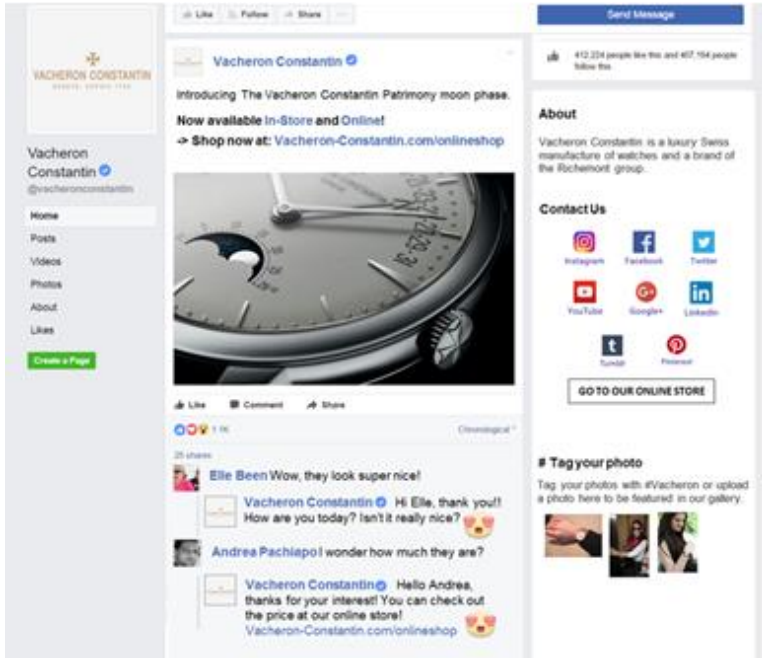 Like Follow Share
Send Message
VACHERON CONSTANTIN
Vacheron Constantin
Introducing The Vacheron Constantin Patrimony moon phase.
Now available In-Store and Online!
-> Shop now at: Vacheron-Constantin.com/onlineshop
Vacheron
Constantin
@vacheronconstantin
Home
Posts
Videos
Photos
About
Likes
Create a Page
Like Comment Share
1.1K
Chronological
25 shares
Elle Been Wow, they look super nice!
Vacheron Constantin Hi Elle, thank you!!
How are you today? Isn't it really nice?
Andrea Pachiapo I wonder how much they are?
Vacheron Constantin Hello Andrea,
thanks for your interest! You can check out
the price at our online store!
Vacheron-Constantin.com/onlineshop
412,224 people like this and 407,164 people
follow this
About
Vacheron Constantin is a luxury Swiss
manufacture of watches and a brand of
the Richemont group.
Contact Us
Instagram Facebook Twitter
YouTube Google+ LinkedIn
Tumblr Pinterest
GO TO OUR ONLINE STORE
# Tag your photo
Tag your photos with #Vacheron or upload
a photo here to be featured in our gallery.